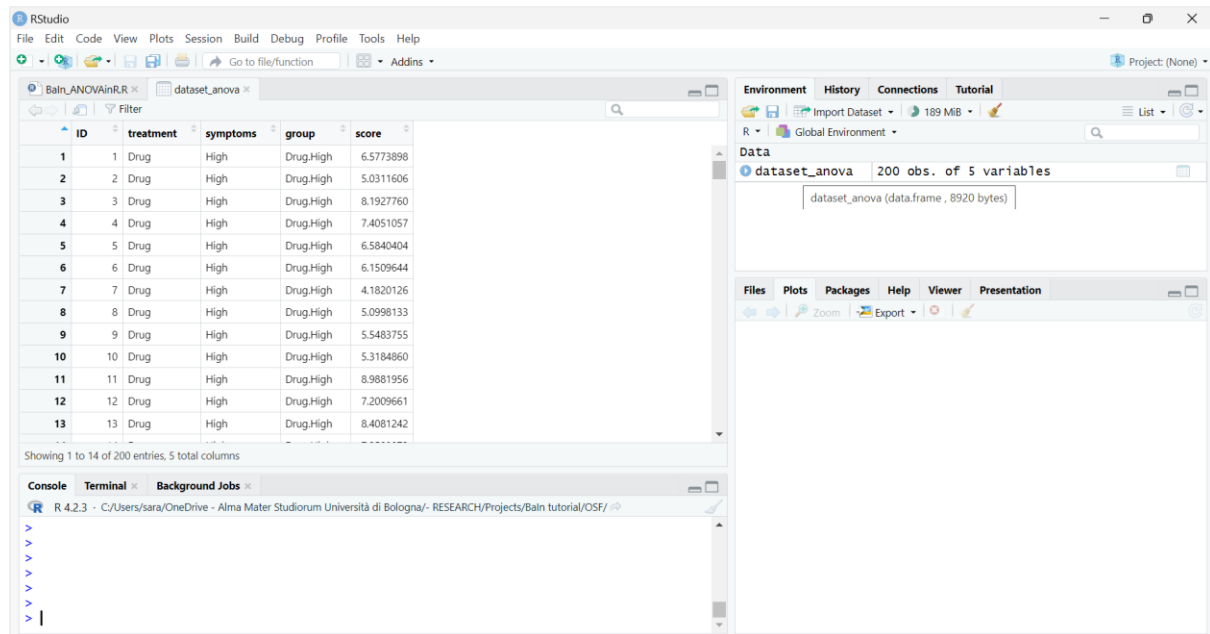 RStudio
File Edit Code View Plots Session Build Debug Profile Tools Help
Go to file/function Addins Project: (None)
BaIn_ANOVAinR.R dataset_anova
Filter
ID treatment symptoms group score
1 1 Drug High Drug.High 6.5773898
2 2 Drug High Drug.High 5.0311606
3 3 Drug High Drug.High 8.1927760
4 4 Drug High Drug.High 7.4051057
5 5 Drug High Drug.High 6.5840404
6 6 Drug High Drug.High 6.1509644
7 7 Drug High Drug.High 4.1820126
8 8 Drug High Drug.High 5.0998133
9 9 Drug High Drug.High 5.5483755
10 10 Drug High Drug.High 5.3184860
11 11 Drug High Drug.High 8.9881956
12 12 Drug High Drug.High 7.2009661
13 13 Drug High Drug.High 8.4081242
Showing 1 to 14 of 200 entries, 5 total columns
Console Terminal Background Jobs
R 4.2.3 · C:/Users/sara/OneDrive - Alma Mater Studiorum Università di Bologna/- RESEARCH/Projects/BaIn tutorial/OSF/
>
>
>
>
>
>
>
Environment History Connections Tutorial
Import Dataset 189 MiB List
R Global Environment
Data
dataset_anova 200 obs. of 5 variables
dataset_anova (data.frame , 8920 bytes)
Files Plots Packages Help Viewer Presentation
Zoom Export